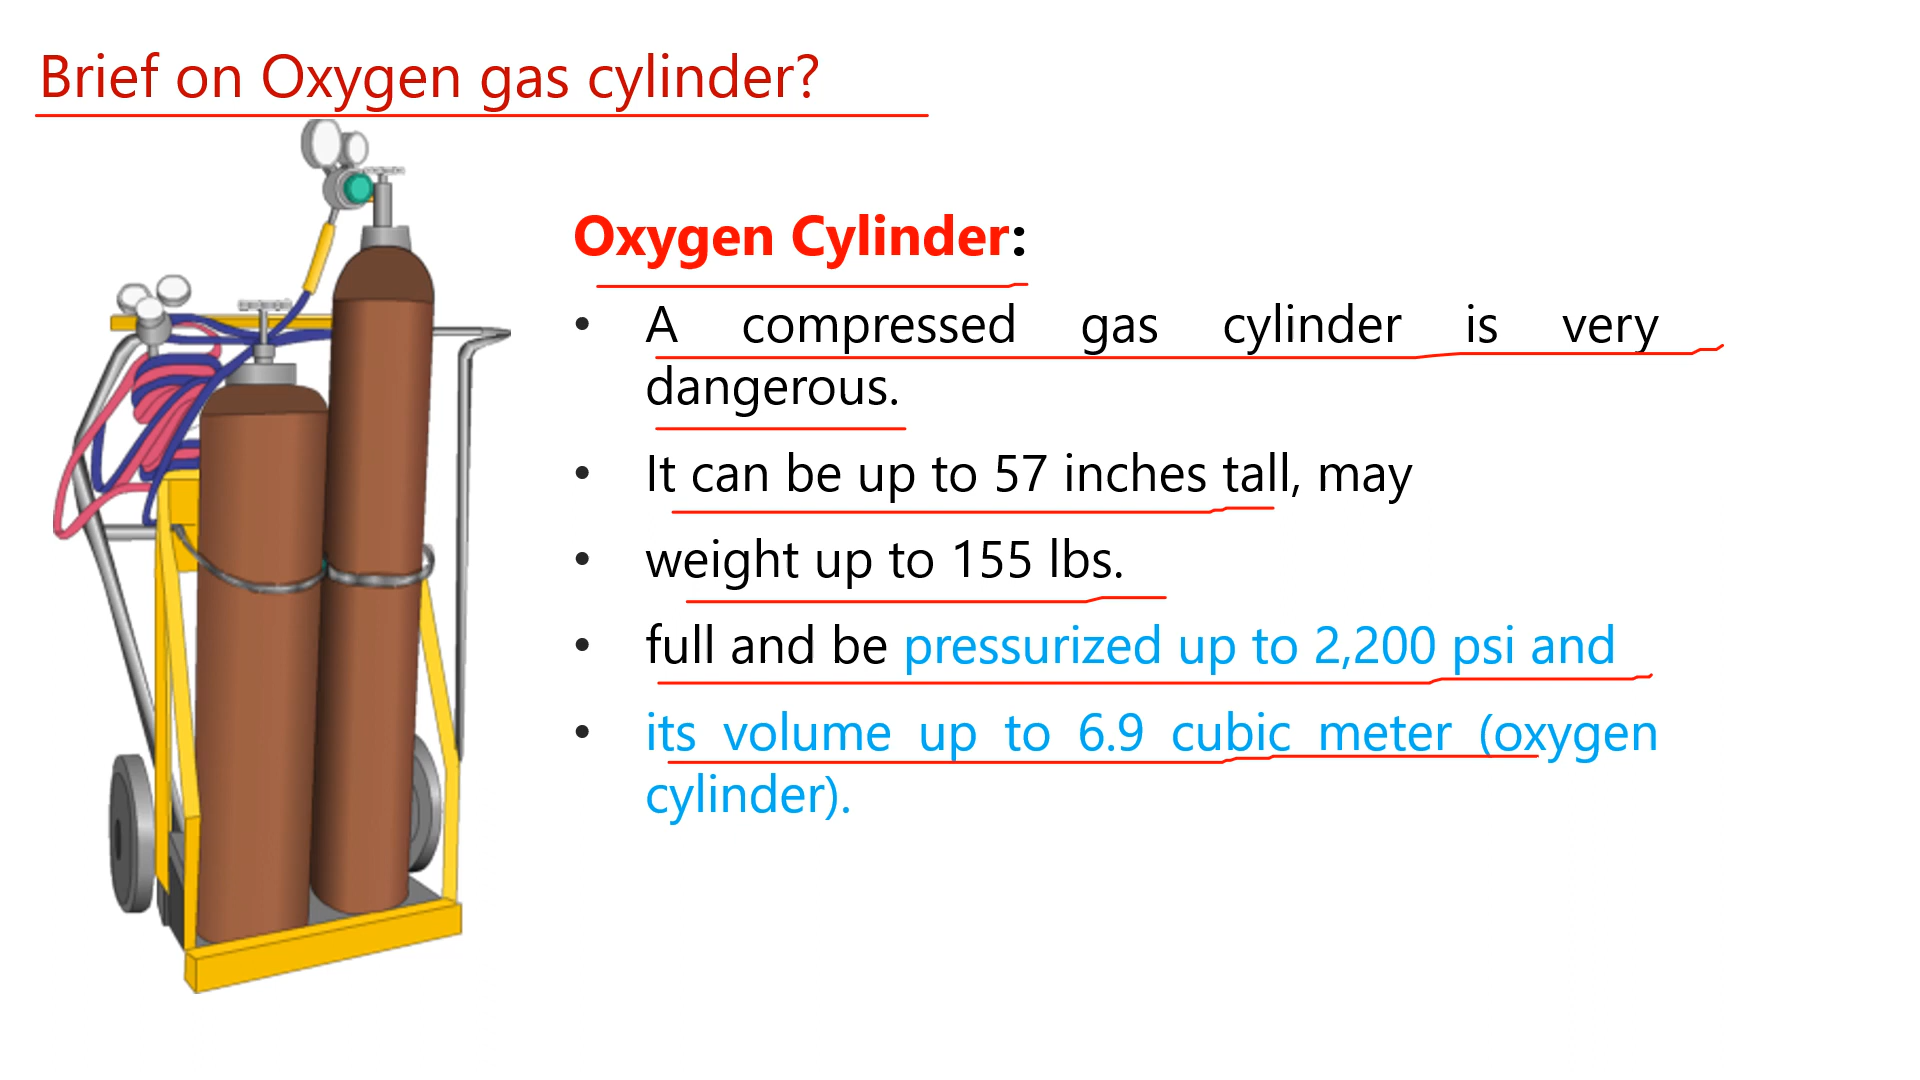 Brief on Oxygen gas cylinder?
Oxygen Cylinder:
• A compressed gas cylinder is very
dangerous.
• It can be up to 57 inches tall, may
• weight up to 155 lbs.
• full and be pressurized up to 2,200 psi and
• its volume up to 6.9 cubic meter (oxygen
cylinder).